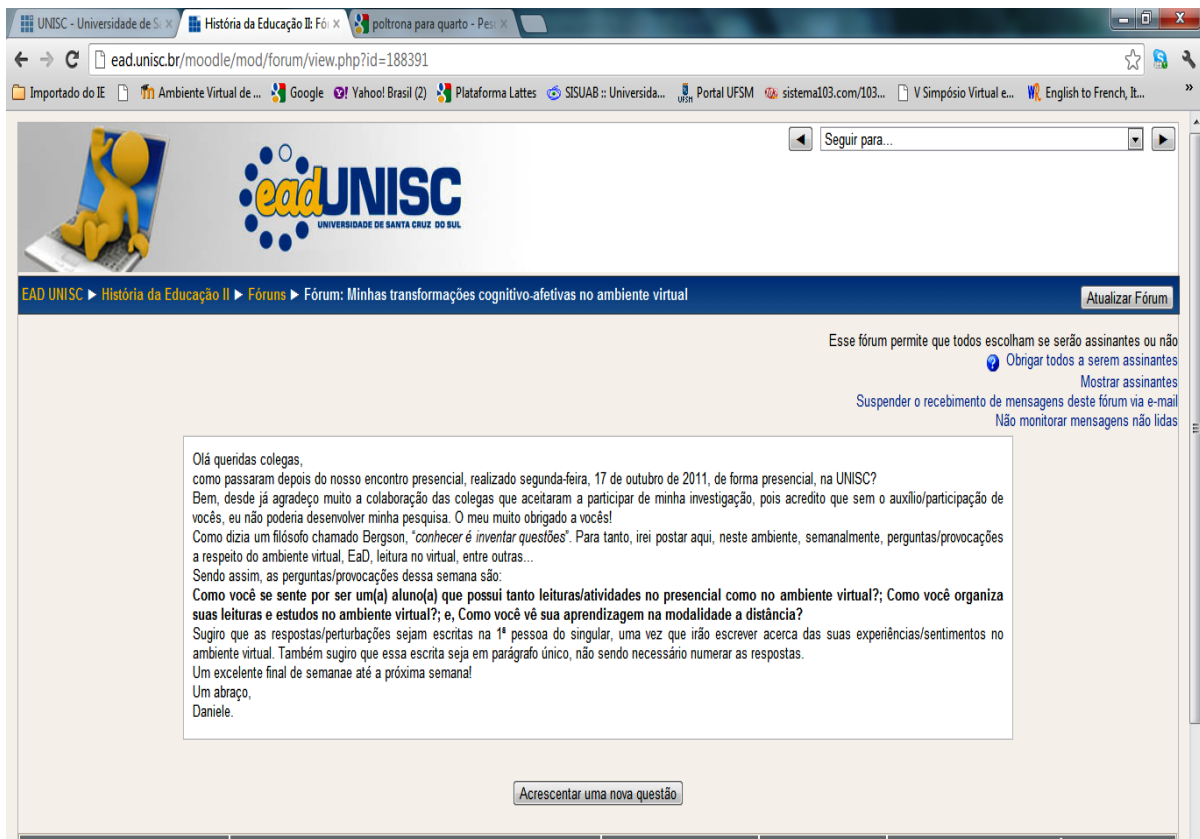 UNISC - Universidade de S
História da Educação II: Fó
poltrona para quarto - Pes
ead.unisc.br/moodle/mod/forum/view.php?id=188391
Importado do IE
Ambiente Virtual de ...
Google
Yahoo! Brasil (2)
Plataforma Lattes
SISUAB :: Universida...
UFSM
Portal UFSM
sistema103.com/103...
V Simpósio Virtual e...
English to French, It...
»
Seguir para...
eadUNISC
UNIVERSIDADE DE SANTA CRUZ DO SUL
EAD UNISC ► História da Educação II ► Fóruns ► Fórum: Minhas transformações cognitivo-afetivas no ambiente virtual
Atualizar Fórum
Esse fórum permite que todos escolham se serão assinantes ou não
Obrigar todos a serem assinantes
Mostrar assinantes
Suspender o recebimento de mensagens deste fórum via e-mail
Não monitorar mensagens não lidas
Olá queridas colegas,
como passaram depois do nosso encontro presencial, realizado segunda-feira, 17 de outubro de 2011, de forma presencial, na UNISC?
Bem, desde já agradeço muito a colaboração das colegas que aceitaram a participar de minha investigação, pois acredito que sem o auxílio/participação de
vocês, eu não poderia desenvolver minha pesquisa. O meu muito obrigado a vocês!
Como dizia um filósofo chamado Bergson, “conhecer é inventar questões”. Para tanto, irei postar aqui, neste ambiente, semanalmente, perguntas/provocações
a respeito do ambiente virtual, EaD, leitura no virtual, entre outras...
Sendo assim, as perguntas/provocações dessa semana são:
Como você se sente por ser um(a) aluno(a) que possui tanto leituras/atividades no presencial como no ambiente virtual?; Como você organiza
suas leituras e estudos no ambiente virtual?; e, Como você vê sua aprendizagem na modalidade a distância?
Sugiro que as respostas/perturbações sejam escritas na 1ª pessoa do singular, uma vez que irão escrever acerca das suas experiências/sentimentos no
ambiente virtual. Também sugiro que essa escrita seja em parágrafo único, não sendo necessário numerar as respostas.
Um excelente final de semanae até a próxima semana!
Um abraço,
Daniele.
Acrescentar uma nova questão